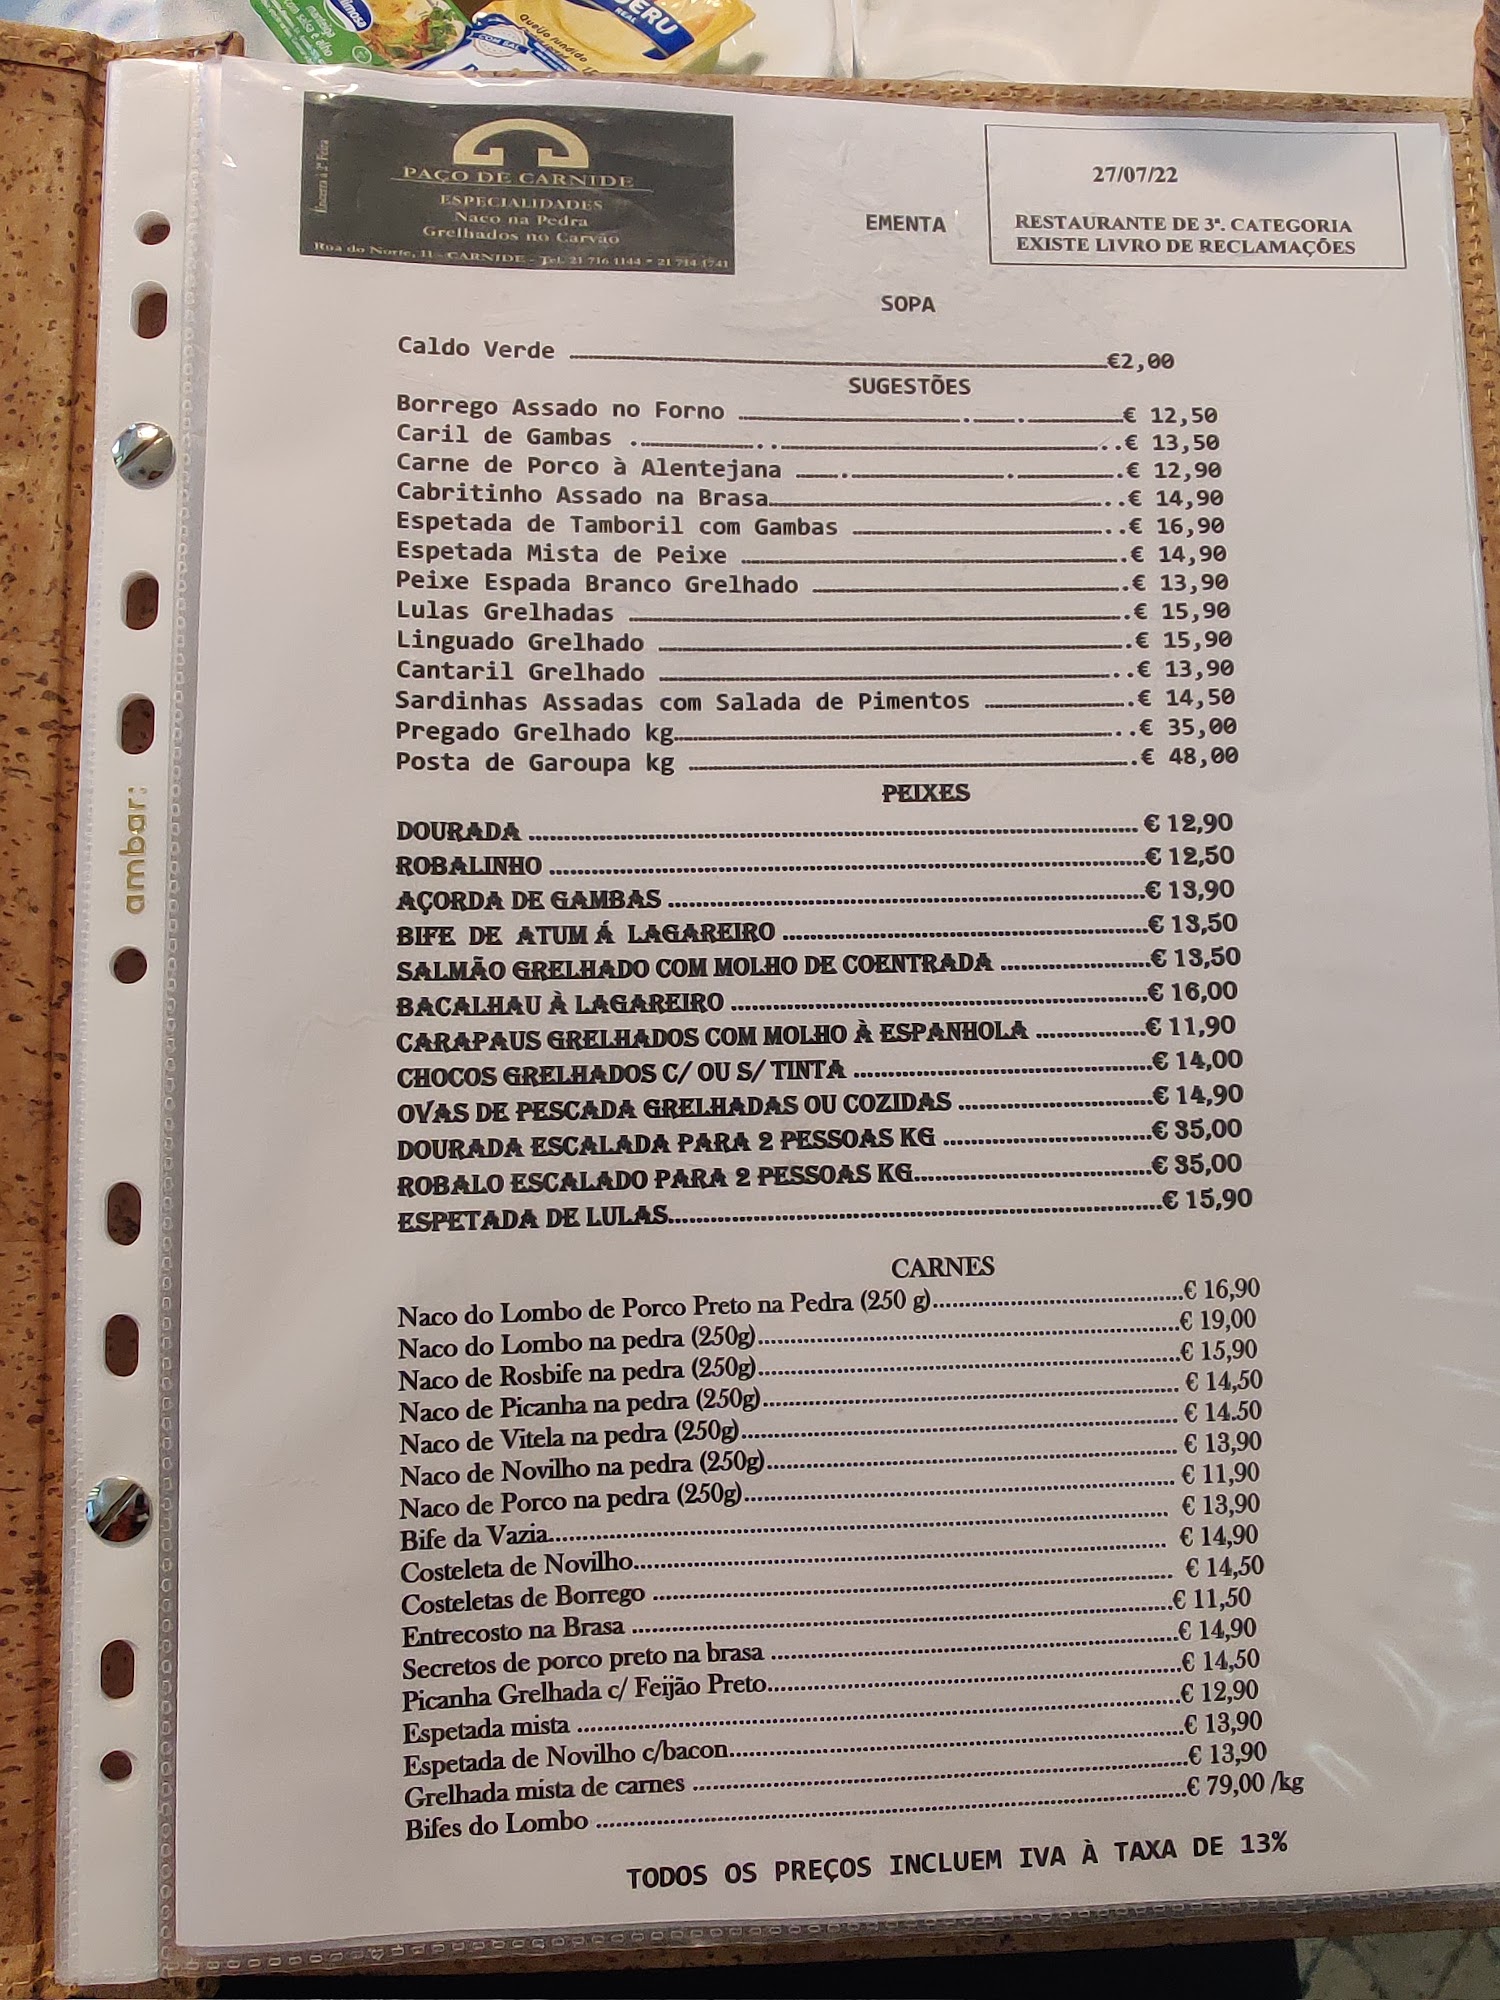 mimosa
manteiga
salsa e alho
COM SAL
Queijo fundido
REAL
Encerra à 3ª Feira
PAÇO DE CARNIDE
ESPECIALIDADES
Naco na Pedra
Grelhados no Carvão
Rua do Norte, 11 - CARNIDE - Tel. 21 716 1144 * 21 714 1741
EMENTA
27/07/22
RESTAURANTE DE 3ª. CATEGORIA
EXISTE LIVRO DE RECLAMAÇÕES
SOPA
Caldo Verde €2,00
SUGESTÕES
Borrego Assado no Forno € 12,50
Caril de Gambas € 13,50
Carne de Porco à Alentejana € 12,90
Cabritinho Assado na Brasa € 14,90
Espetada de Tamboril com Gambas € 16,90
Espetada Mista de Peixe € 14,90
Peixe Espada Branco Grelhado € 13,90
Lulas Grelhadas € 15,90
Linguado Grelhado € 15,90
Cantaril Grelhado € 13,90
Sardinhas Assadas com Salada de Pimentos € 14,50
Pregado Grelhado kg € 35,00
Posta de Garoupa kg € 48,00
PEIXES
DOURADA € 12,90
ROBALINHO € 12,50
AÇORDA DE GAMBAS € 13,90
BIFE DE ATUM Á LAGAREIRO € 13,50
SALMÃO GRELHADO COM MOLHO DE COENTRADA € 13,50
BACALHAU À LAGAREIRO € 16,00
CARAPAUS GRELHADOS COM MOLHO À ESPANHOLA € 11,90
CHOCOS GRELHADOS C/ OU S/ TINTA € 14,00
OVAS DE PESCADA GRELHADAS OU COZIDAS € 14,90
DOURADA ESCALADA PARA 2 PESSOAS KG € 35,00
ROBALO ESCALADO PARA 2 PESSOAS KG € 35,00
ESPETADA DE LULAS € 15,90
CARNES
Naco do Lombo de Porco Preto na Pedra (250 g) € 16,90
Naco do Lombo na pedra (250g) € 19,00
Naco de Rosbife na pedra (250g) € 15,90
Naco de Picanha na pedra (250g) € 14,50
Naco de Vitela na pedra (250g) € 14.50
Naco de Novilho na pedra (250g) € 13,90
Naco de Porco na pedra (250g) € 11,90
Bife da Vazia € 13,90
Costeleta de Novilho € 14,90
Costeletas de Borrego € 14,50
Entrecosto na Brasa € 11,50
Secretos de porco preto na brasa € 14,90
Picanha Grelhada c/ Feijão Preto € 14,50
Espetada mista € 12,90
Espetada de Novilho c/bacon € 13,90
Grelhada mista de carnes € 13,90
Bifes do Lombo € 79,00 /kg
TODOS OS PREÇOS INCLUEM IVA À TAXA DE 13%
ambar: